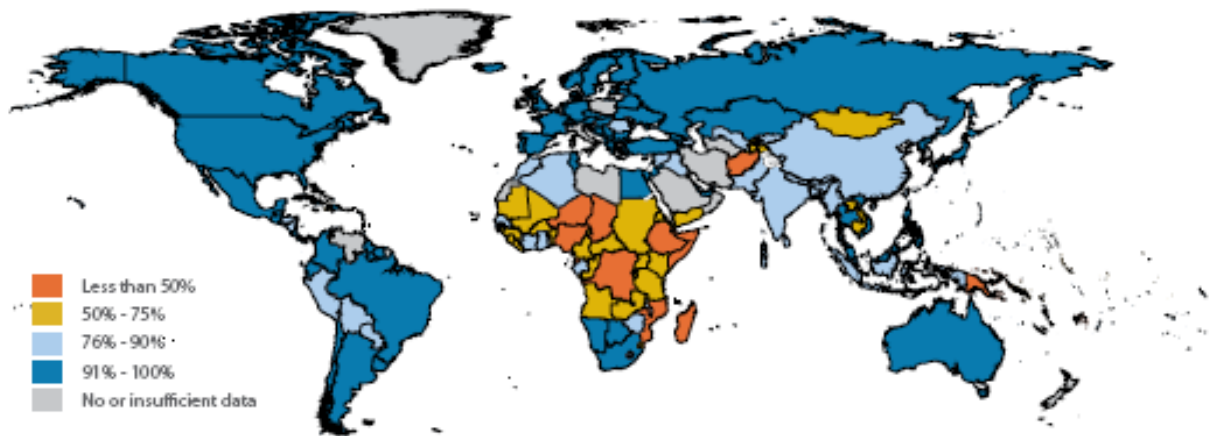 Less than 50%
50% - 75%
76% - 90%
91% - 100%
No or insufficient data